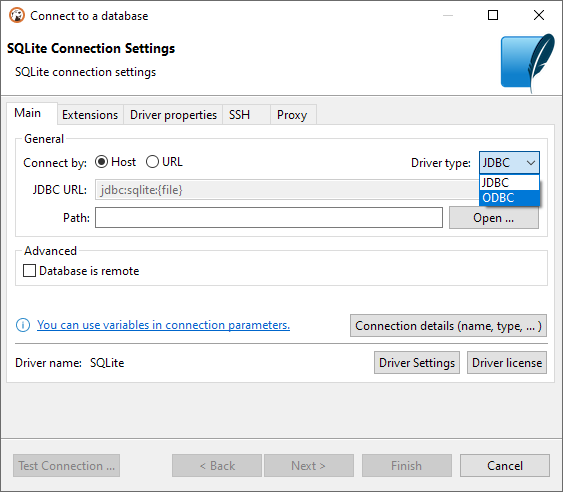 Connect to a database
SQLite Connection Settings
SQLite connection settings
Main Extensions Driver properties SSH Proxy
General
Connect by: Host URL Driver type: JDBC
JDBC
ODBC
JDBC URL: jdbc:sqlite:{file}
Path: Open ...
Advanced
Database is remote
You can use variables in connection parameters. Connection details (name, type, ... )
Driver name: SQLite Driver Settings Driver license
Test Connection ... < Back Next > Finish Cancel